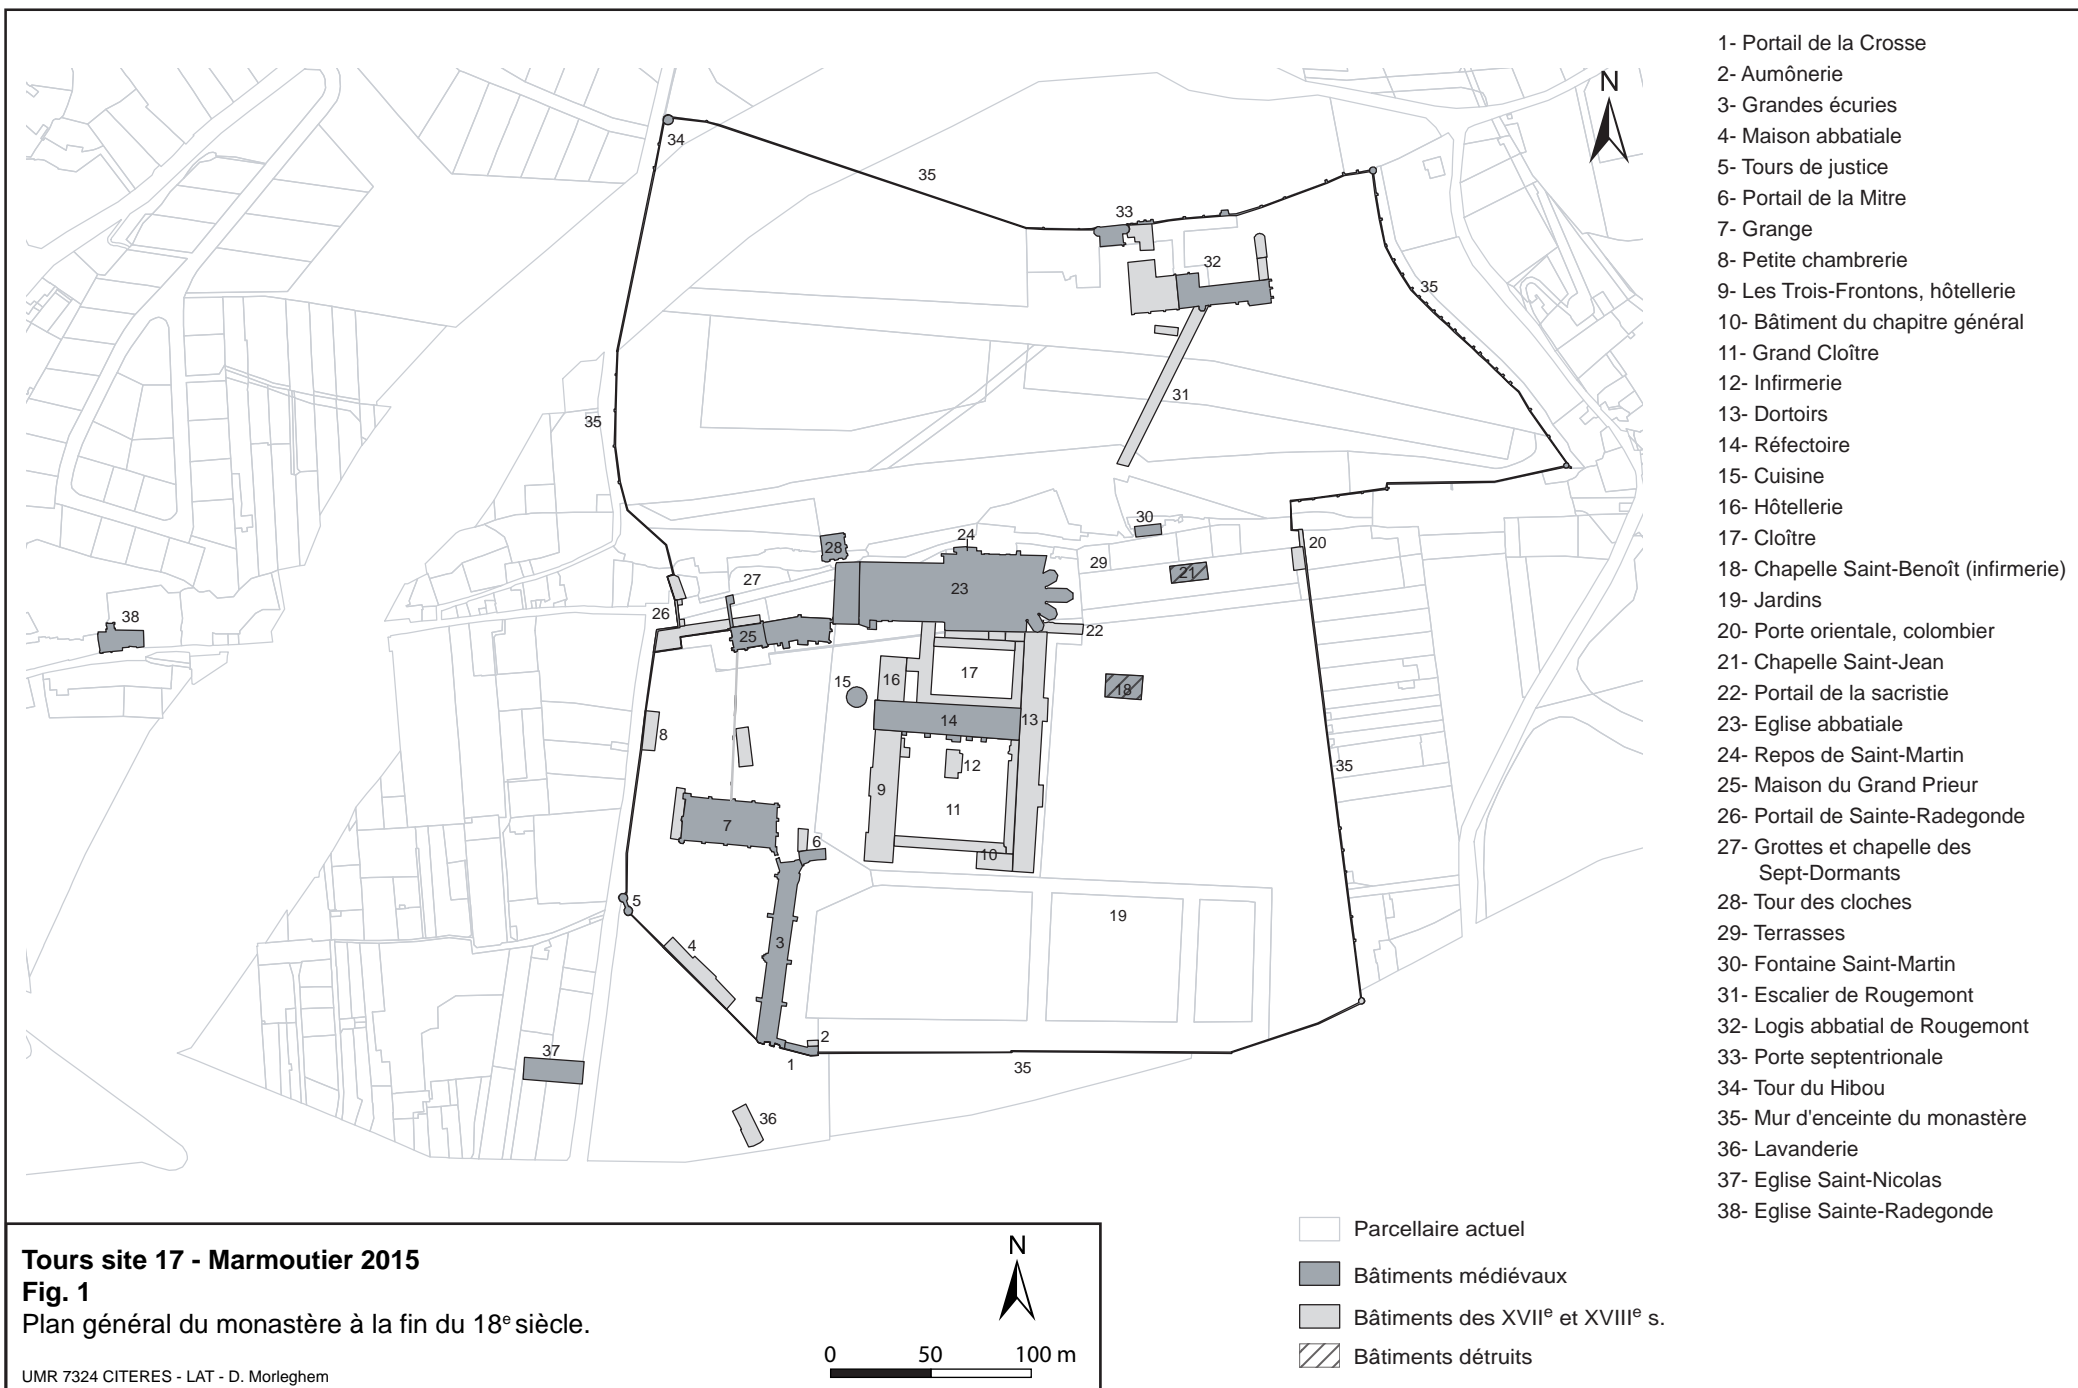 1- Portail de la Crosse
2- Aumônerie
3- Grandes écuries
4- Maison abbatiale
5- Tours de justice
6- Portail de la Mitre
7- Grange
8- Petite chambrerie
9- Les Trois-Frontons, hôtellerie
10- Bâtiment du chapitre général
11- Grand Cloître
12- Infirmerie
13- Dortoirs
14- Réfectoire
15- Cuisine
16- Hôtellerie
17- Cloître
18- Chapelle Saint-Benoît (infirmerie)
19- Jardins
20- Porte orientale, colombier
21- Chapelle Saint-Jean
22- Portail de la sacristie
23- Eglise abbatiale
24- Repos de Saint-Martin
25- Maison du Grand Prieur
26- Portail de Sainte-Radegonde
27- Grottes et chapelle des
Sept-Dormants
28- Tour des cloches
29- Terrasses
30- Fontaine Saint-Martin
31- Escalier de Rougemont
32- Logis abbatial de Rougemont
33- Porte septentrionale
34- Tour du Hibou
35- Mur d'enceinte du monastère
36- Lavanderie
37- Eglise Saint-Nicolas
38- Eglise Sainte-Radegonde
N
34
35
33
32
35
31
35
30
24
20
28
29
21
27
23
26
38
25
22
17
15
16
18
14
13
8
12
35
9
11
7
6
10
5
19
4
3
2
1
35
37
36
Parcellaire actuel
Bâtiments médiévaux
Bâtiments des XVIIe et XVIIIe s.
Bâtiments détruits
Tours site 17 - Marmoutier 2015
Fig. 1
Plan général du monastère à la fin du 18e siècle.
UMR 7324 CITERES - LAT - D. Morleghem
N
0 50 100 m